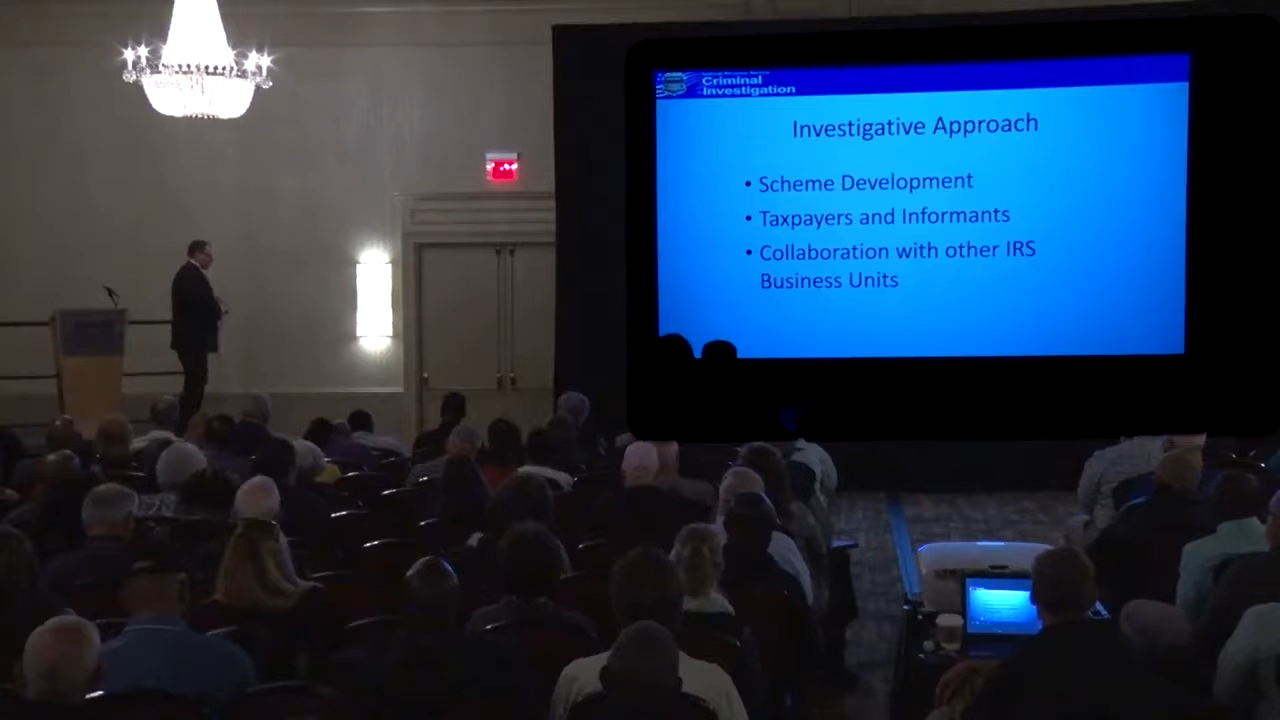 Criminal
Investigation
Investigative Approach
• Scheme Development
• Taxpayers and Informants
• Collaboration with other IRS
Business Units